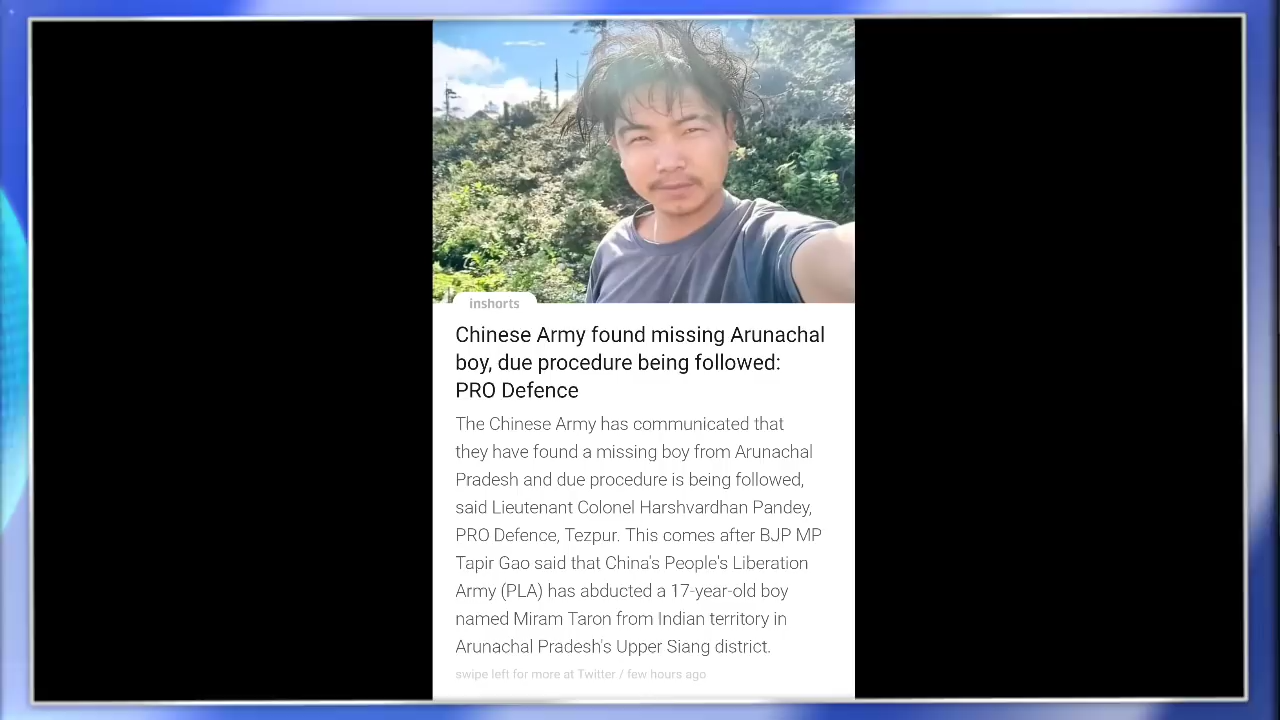 inshorts
Chinese Army found missing Arunachal
boy, due procedure being followed:
PRO Defence
The Chinese Army has communicated that
they have found a missing boy from Arunachal
Pradesh and due procedure is being followed,
said Lieutenant Colonel Harshvardhan Pandey,
PRO Defence, Tezpur. This comes after BJP MP
Tapir Gao said that China's People's Liberation
Army (PLA) has abducted a 17-year-old boy
named Miram Taron from Indian territory in
Arunachal Pradesh's Upper Siang district.
swipe left for more at Twitter / few hours ago